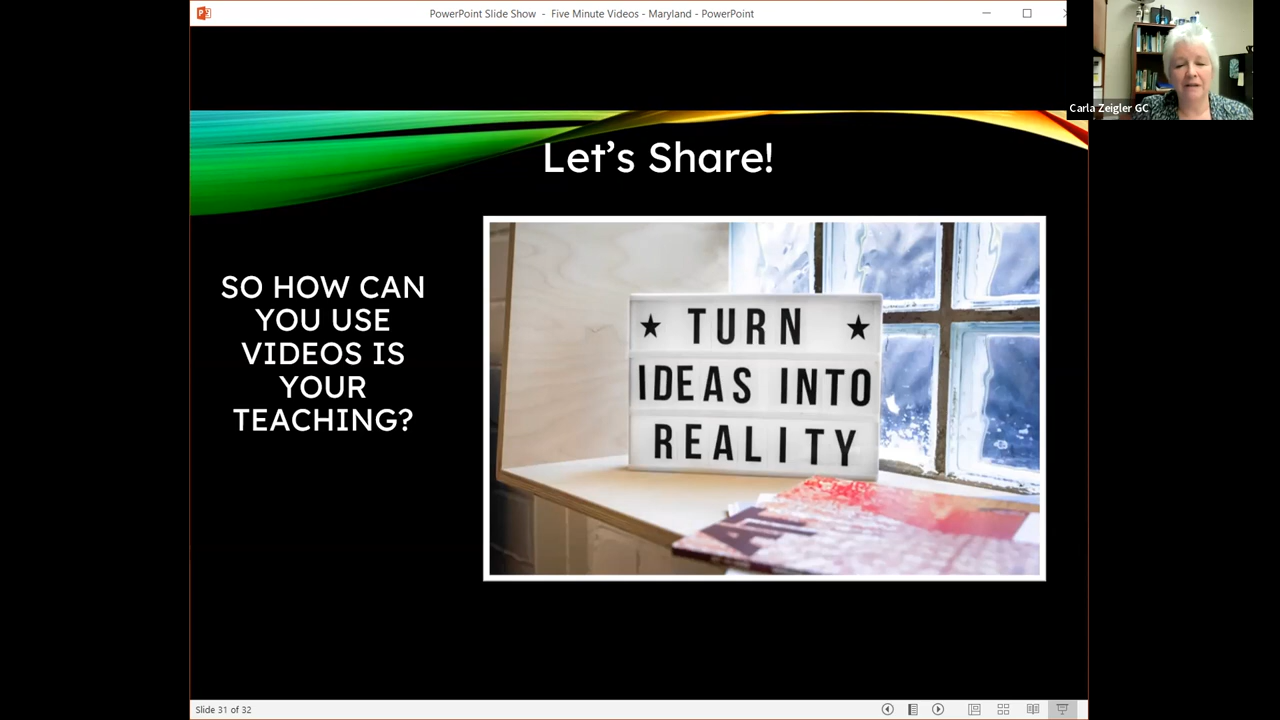 PowerPoint Slide Show - Five Minute Videos - Maryland - PowerPoint
Carla Zeigler GC
Let’s Share!
SO HOW CAN
YOU USE
VIDEOS IS
YOUR
TEACHING?
★ TURN ★
IDEAS INTO
REALITY
Slide 31 of 32